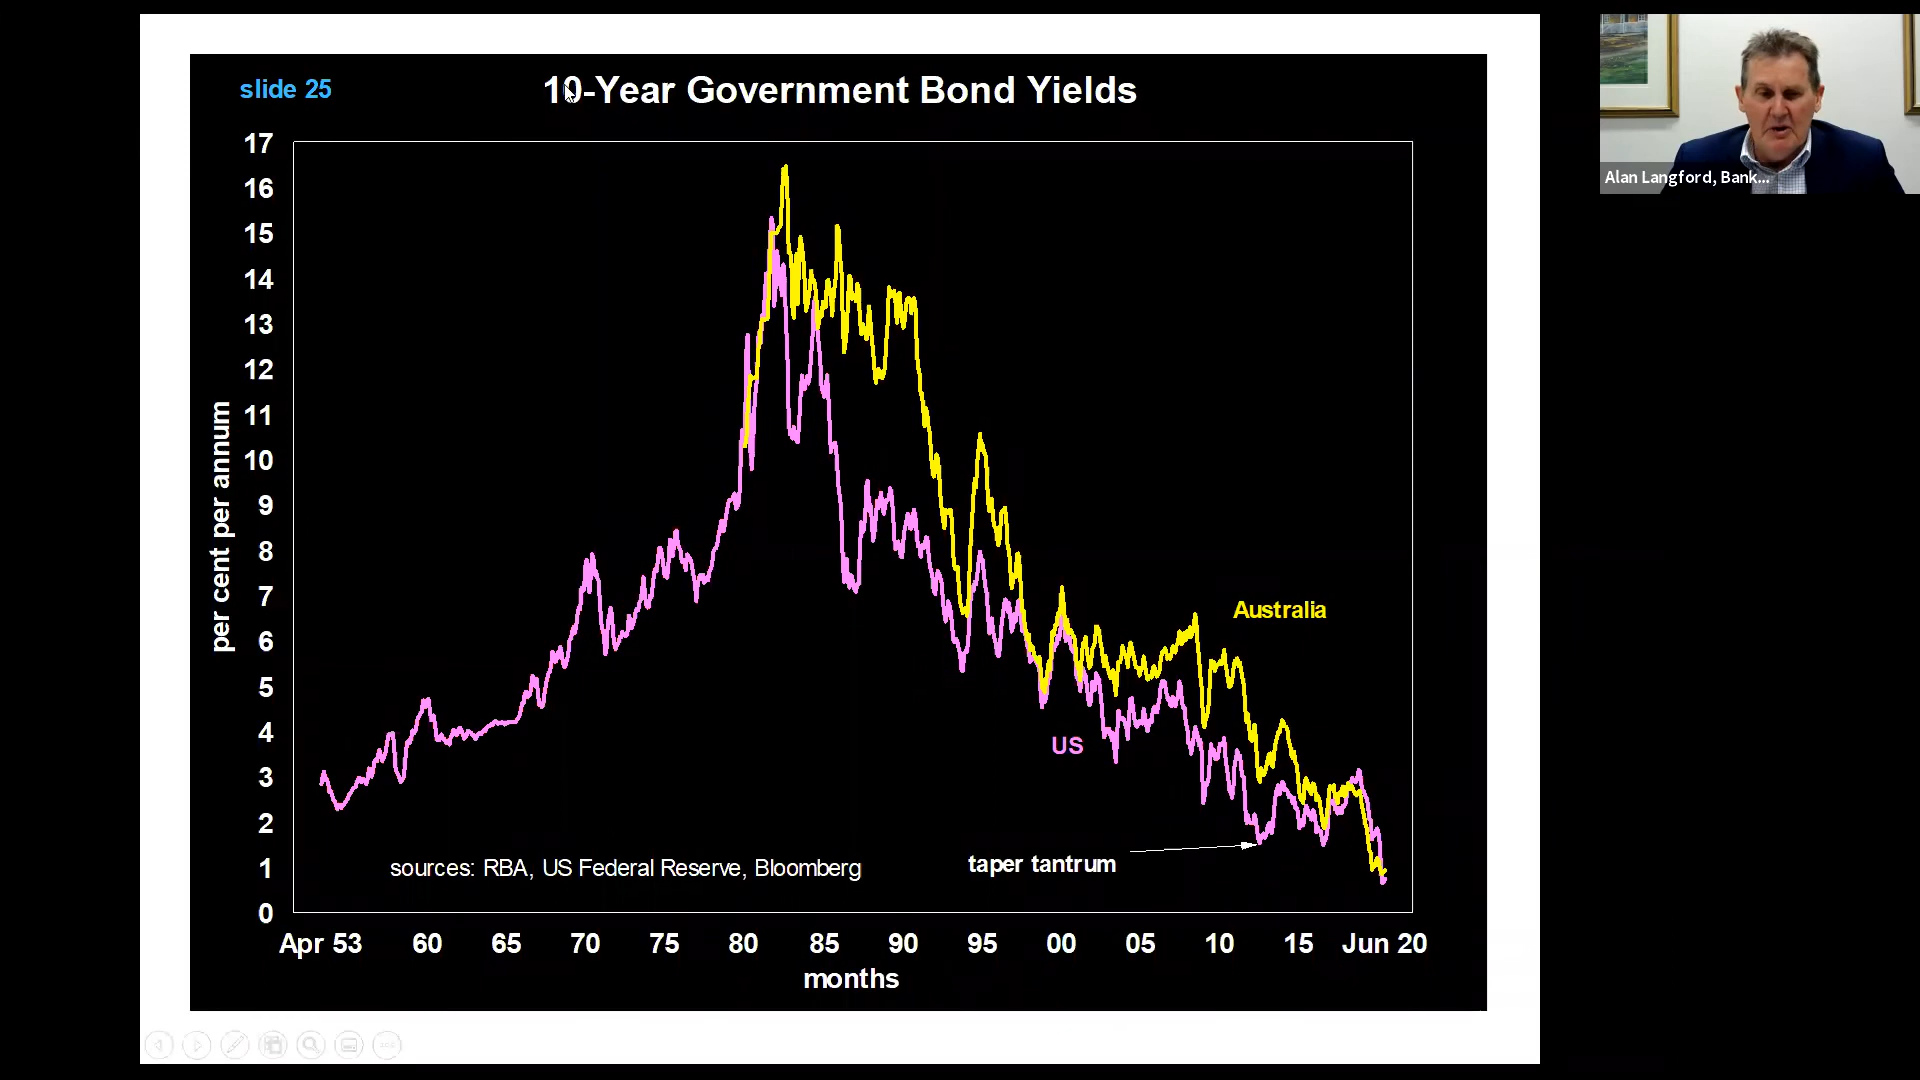 slide 25
10-Year Government Bond Yields
17
16
15
14
13
12
11
10
9
8
7
6
5
4
3
2
1
0
per cent per annum
Australia
US
taper tantrum
sources: RBA, US Federal Reserve, Bloomberg
Apr 53 60 65 70 75 80 85 90 95 00 05 10 15 Jun 20
months
Alan Langford, Bank...